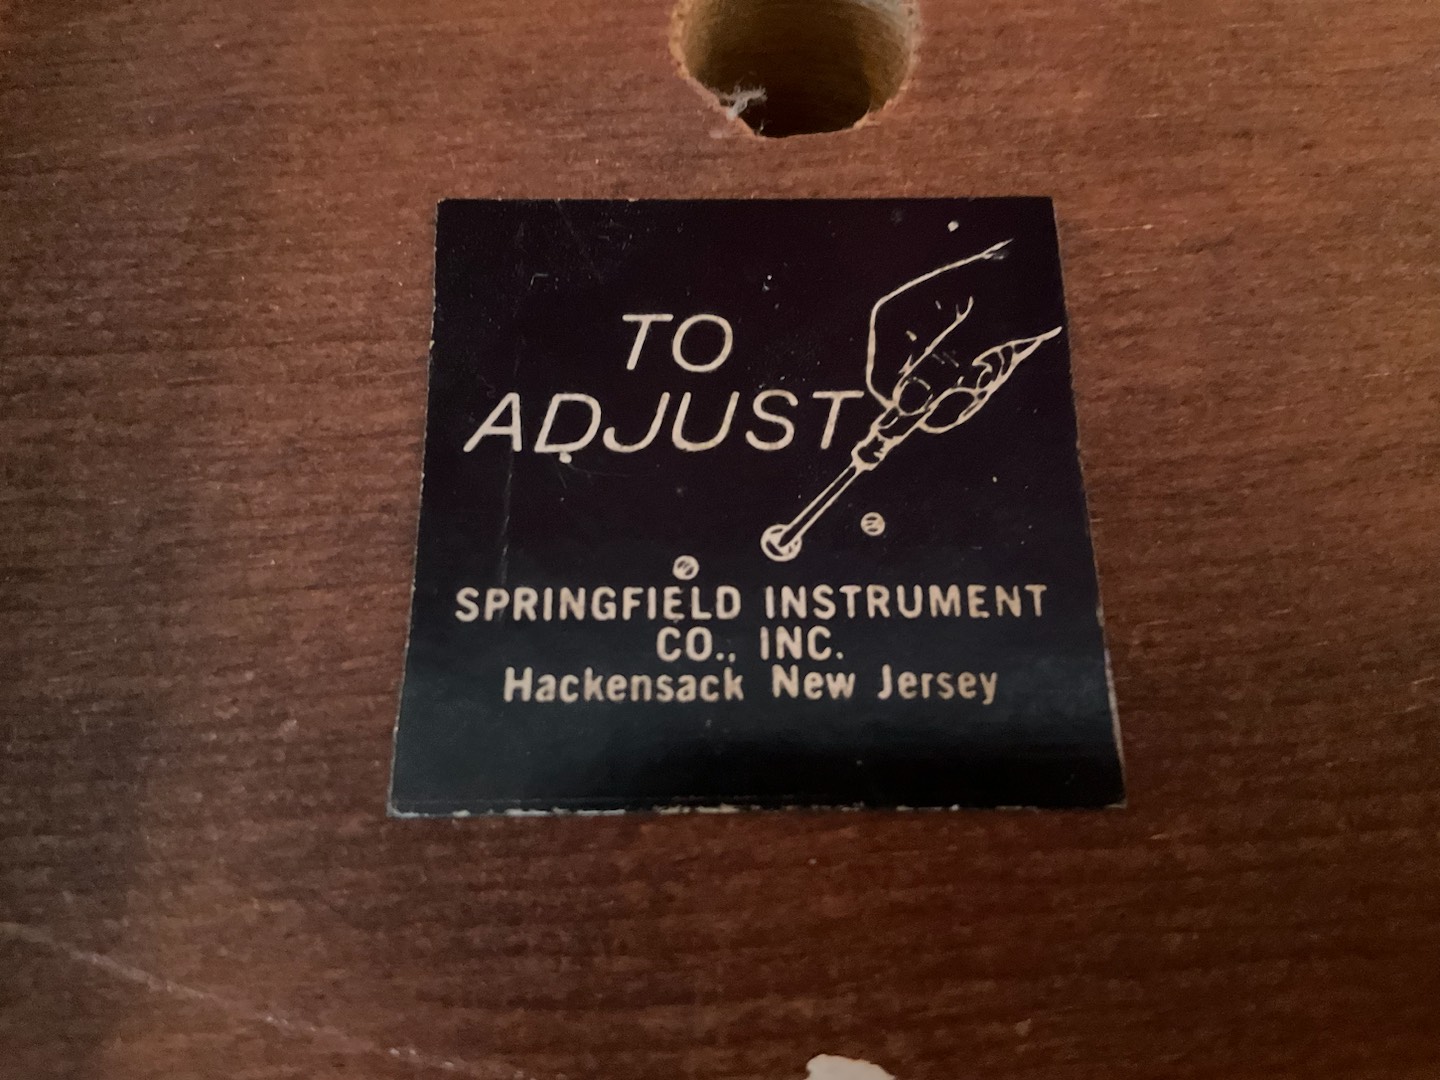 TO
ADJUST
SPRINGFIELD INSTRUMENT
CO., INC.
Hackensack New Jersey